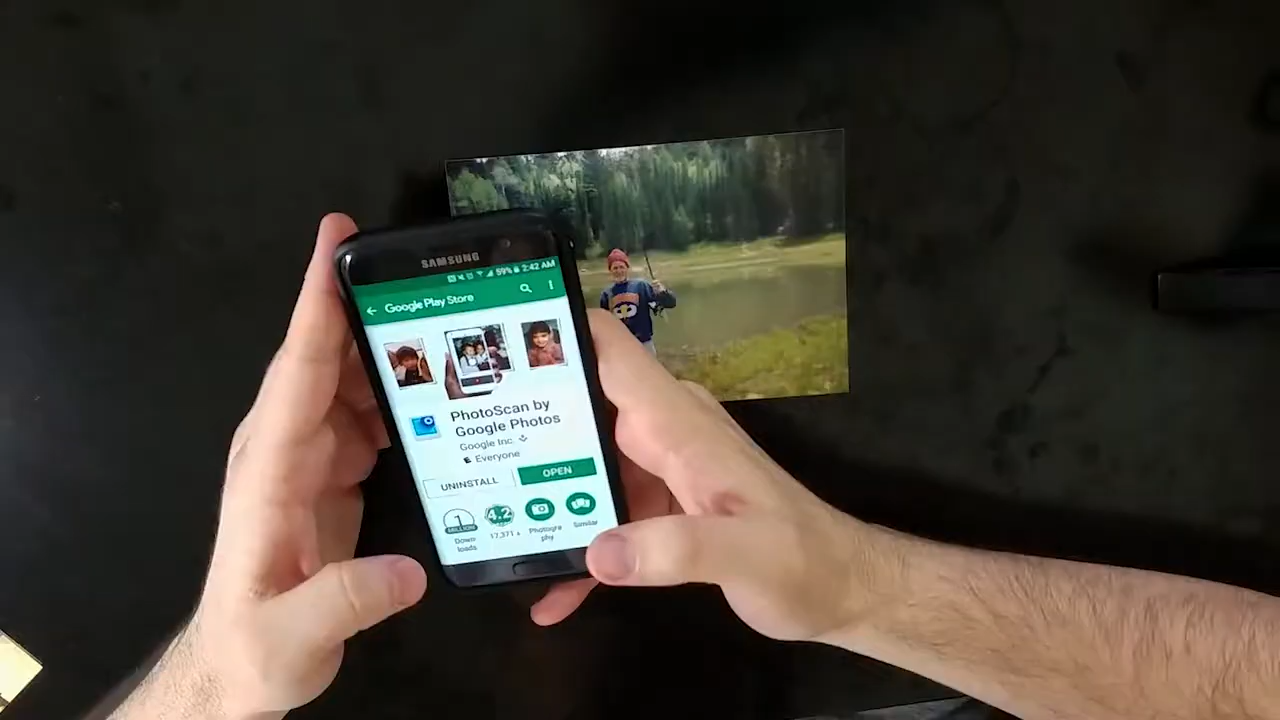 SAMSUNG
59% 2:42 AM
Google Play Store
PhotoScan by
Google Photos
Google Inc.
E Everyone
UNINSTALL
OPEN
1
MILLION
4.2
Down
loads
17,371
Photogra
phy
Similar